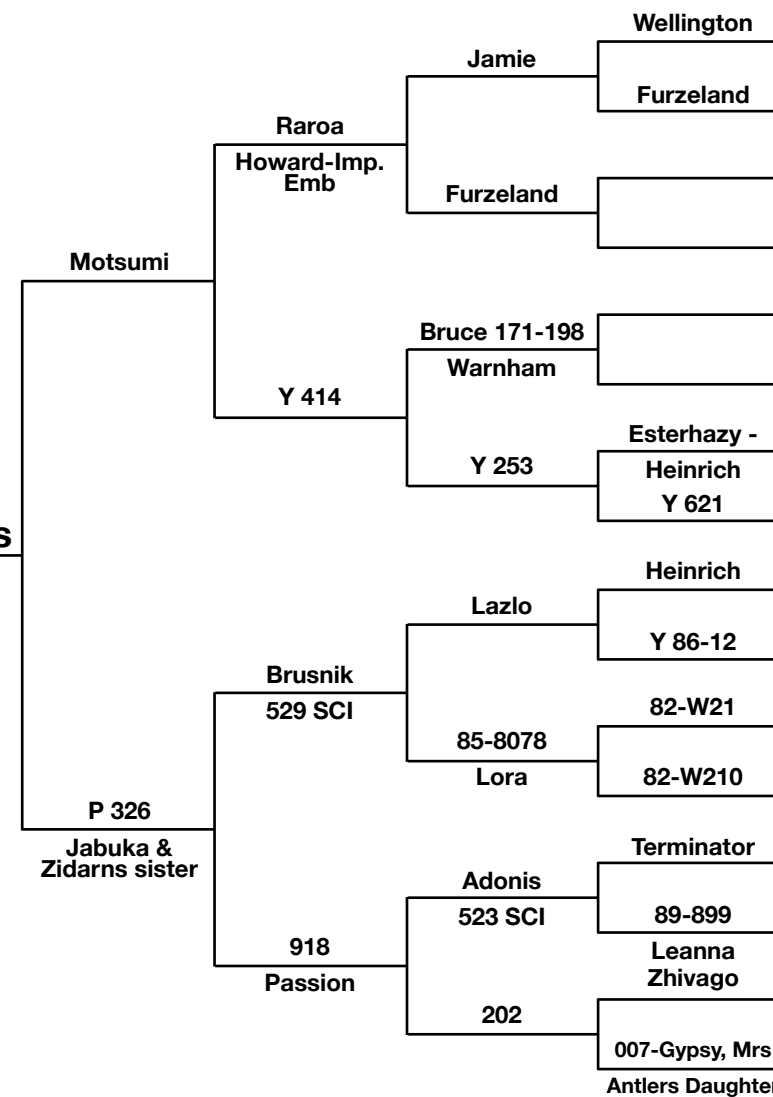 Wellington
Jamie
Furzeland
Raroa
Howard-Imp.
Emb
Furzeland
Motsumi
Bruce 171-198
Warnham
Y 414
Esterhazy -
Y 253
Heinrich
Y 621
s
Heinrich
Lazlo
Y 86-12
Brusnik
529 SCI
82-W21
85-8078
Lora
82-W210
P 326
Jabuka &
Zidarns sister
Terminator
Adonis
523 SCI
89-899
918
Passion
Leanna
Zhivago
202
007-Gypsy, Mrs
Antlers Daughter